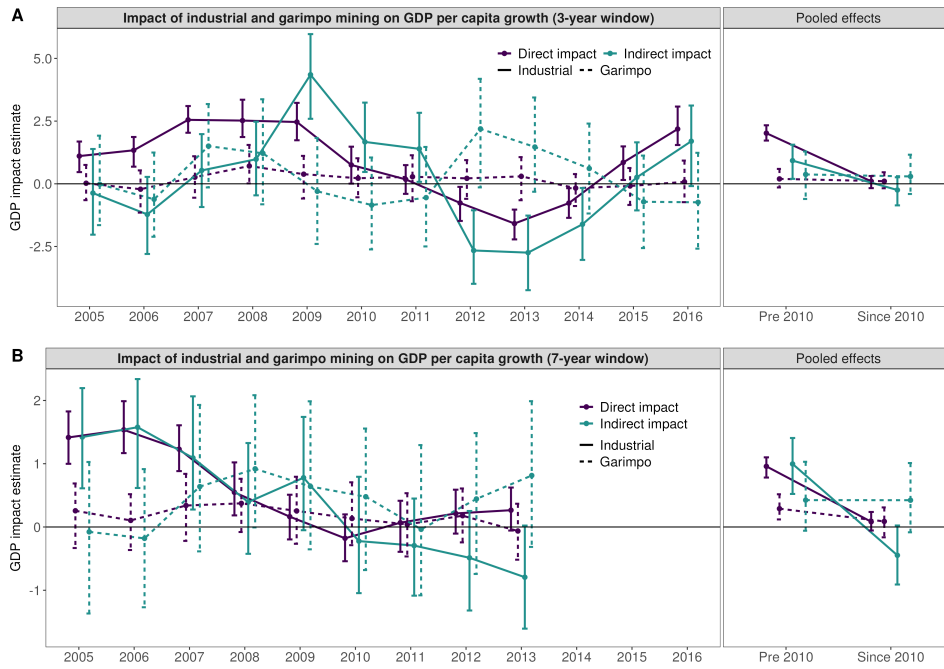 A
Impact of industrial and garimpo mining on GDP per capita growth (3-year window)
Pooled effects
GDP impact estimate
5.0
2.5
0.0
-2.5
Direct impact Indirect impact
Industrial Garimpo
2005 2006 2007 2008 2009 2010 2011 2012 2013 2014 2015 2016
Pre 2010 Since 2010
B
Impact of industrial and garimpo mining on GDP per capita growth (7-year window)
Pooled effects
GDP impact estimate
2
1
0
-1
Direct impact
Indirect impact
Industrial
Garimpo
2005 2006 2007 2008 2009 2010 2011 2012 2013 2014 2015 2016
Pre 2010 Since 2010